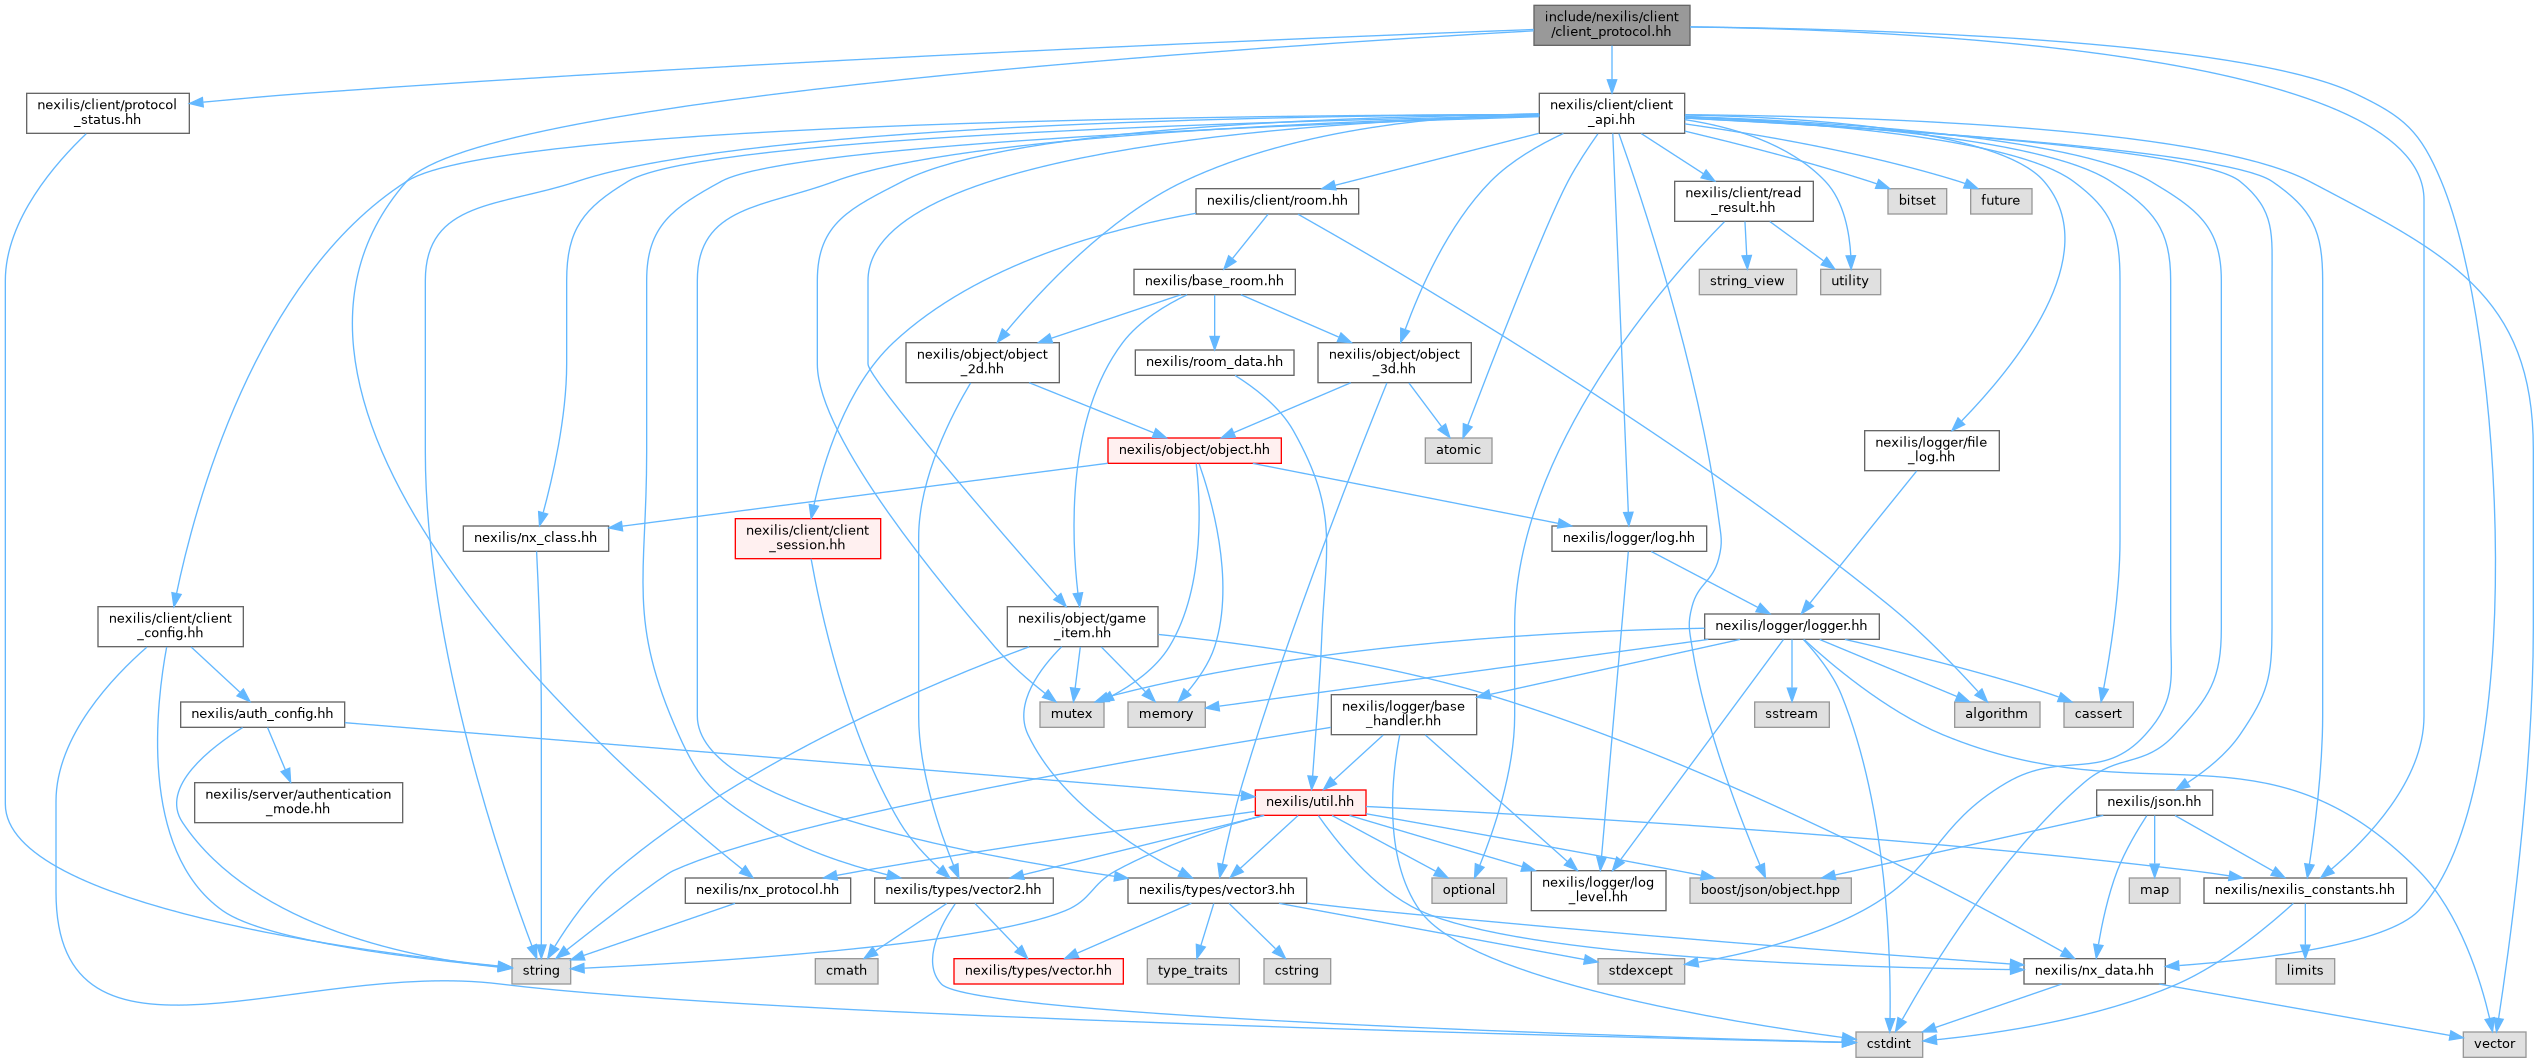 include/nexilis/client
/client_protocol.hh
nexilis/client/protocol
_status.hh
nexilis/client/client
_api.hh
nexilis/client/room.hh
nexilis/client/read
_result.hh
bitset
future
nexilis/base_room.hh
string_view
utility
nexilis/object/object
_2d.hh
nexilis/room_data.hh
nexilis/object/object
_3d.hh
nexilis/object/object.hh
atomic
nexilis/logger/file
_log.hh
nexilis/nx_class.hh
nexilis/client/client
_session.hh
nexilis/logger/log.hh
nexilis/client/client
_config.hh
nexilis/object/game
_item.hh
nexilis/logger/logger.hh
nexilis/auth_config.hh
mutex
memory
nexilis/logger/base
_handler.hh
sstream
algorithm
cassert
nexilis/server/authentication
_mode.hh
nexilis/util.hh
nexilis/json.hh
nexilis/nx_protocol.hh
nexilis/types/vector2.hh
nexilis/types/vector3.hh
optional
nexilis/logger/log
_level.hh
boost/json/object.hpp
map
nexilis/nexilis_constants.hh
string
cmath
nexilis/types/vector.hh
type_traits
cstring
stdexcept
nexilis/nx_data.hh
limits
cstdint
vector